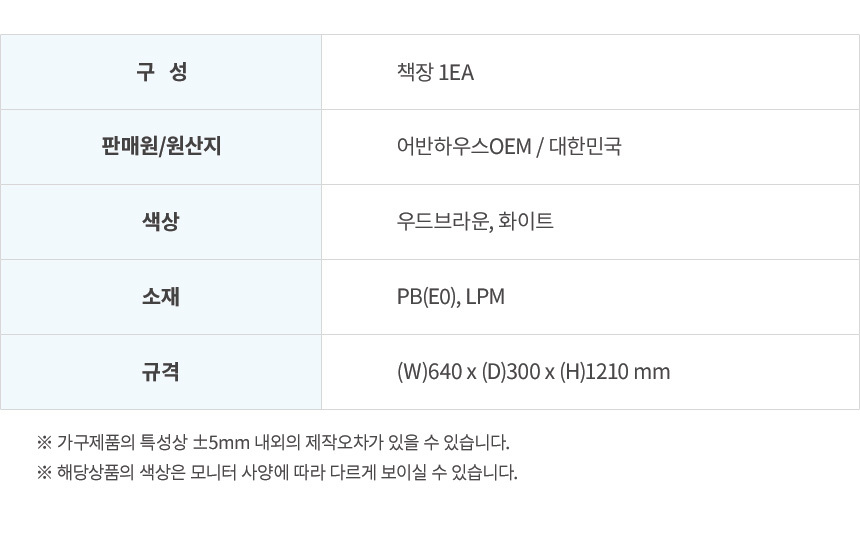 구 성 책장 1EA
판매원/원산지 어반하우스OEM / 대한민국
색상 우드브라운, 화이트
소재 PB(E0), LPM
규격 (W)640 x (D)300 x (H)1210 mm
※ 가구제품의 특성상 ±5mm 내외의 제작오차가 있을 수 있습니다.
※ 해당상품의 색상은 모니터 사양에 따라 다르게 보이실 수 있습니다.